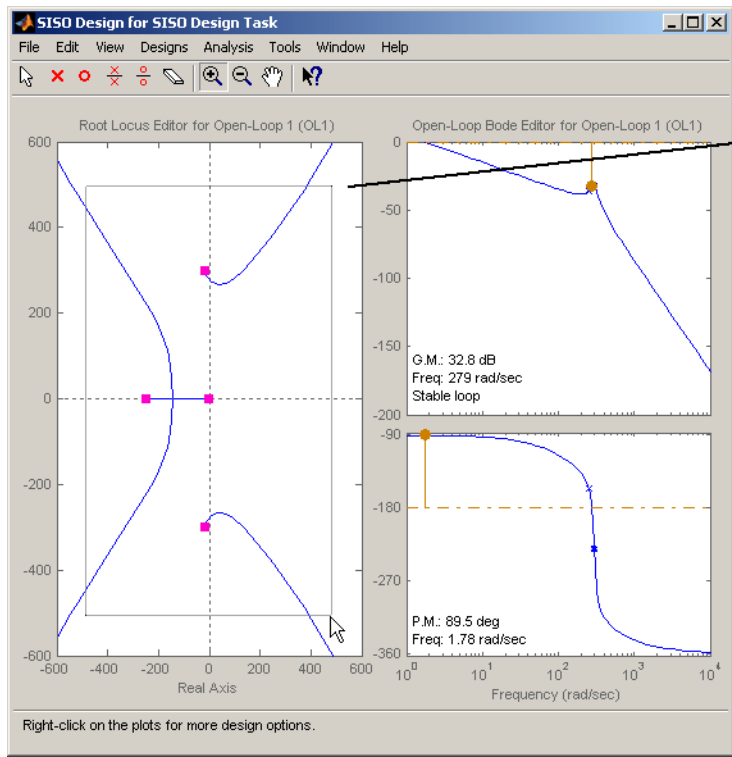 SISO Design for SISO Design Task
File Edit View Designs Analysis Tools Window Help
Root Locus Editor for Open-Loop 1 (OL1)
600
400
200
0
-200
-400
-600
-600 -400 -200 0 200 400 600
Real Axis
Open-Loop Bode Editor for Open-Loop 1 (OL1)
0
-50
-100
-150
-200
G.M.: 32.8 dB
Freq: 279 rad/sec
Stable loop
-90
-180
-270
-360
P.M.: 89.5 deg
Freq: 1.78 rad/sec
10^0 10^1 10^2 10^3 10^4
Frequency (rad/sec)
Right-click on the plots for more design options.